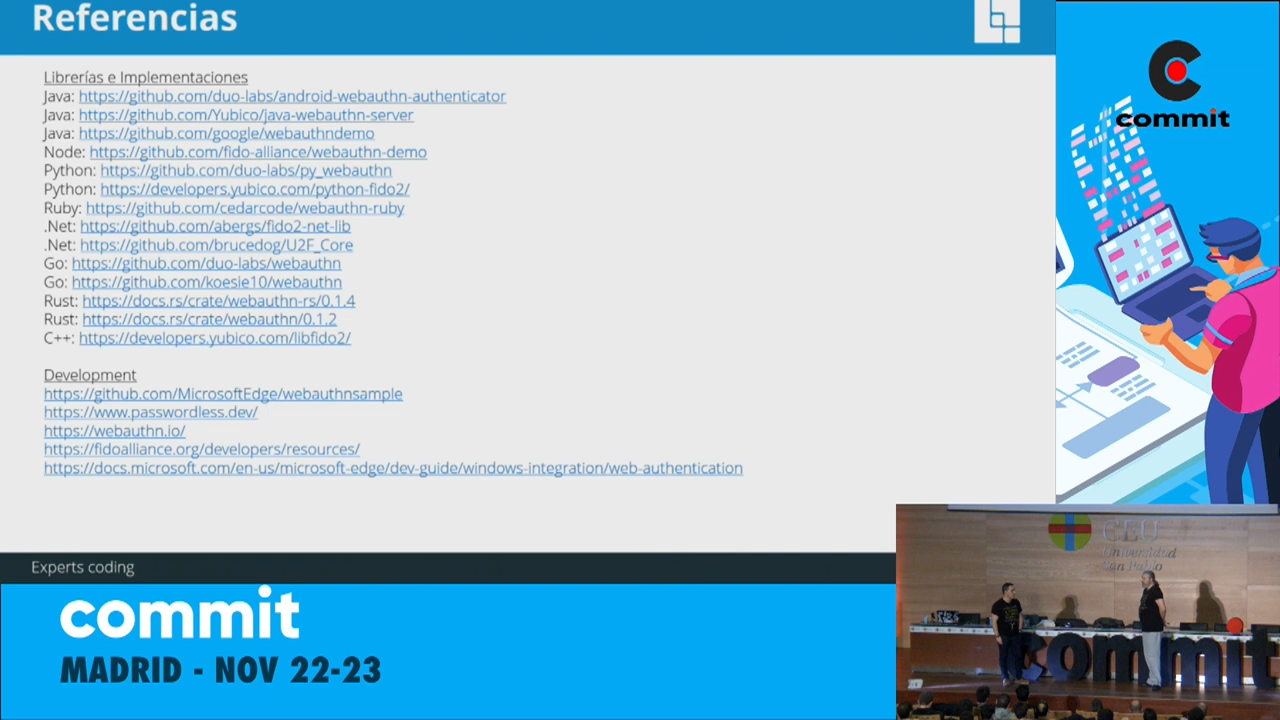 Referencias
Librerías e Implementaciones
Java: https://github.com/duo-labs/android-webauthn-authenticator
Java: https://github.com/Yubico/java-webauthn-server
Java: https://github.com/google/webauthndemo
Node: https://github.com/fido-alliance/webauthn-demo
Python: https://github.com/duo-labs/py_webauthn
Python: https://developers.yubico.com/python-fido2/
Ruby: https://github.com/cedarcode/webauthn-ruby
.Net: https://github.com/abergs/fido2-net-lib
.Net: https://github.com/brucedog/U2F_Core
Go: https://github.com/duo-labs/webauthn
Go: https://github.com/koesie10/webauthn
Rust: https://docs.rs/crate/webauthn-rs/0.1.4
Rust: https://docs.rs/crate/webauthn/0.1.2
C++: https://developers.yubico.com/libfido2/
Development
https://github.com/MicrosoftEdge/webauthnsample
https://www.passwordless.dev/
https://webauthn.io/
https://fidoalliance.org/developers/resources/
https://docs.microsoft.com/en-us/microsoft-edge/dev-guide/windows-integration/web-authentication
Experts coding
commit
commit
MADRID - NOV 22-23
CEU
Universidad
San Pablo
commit